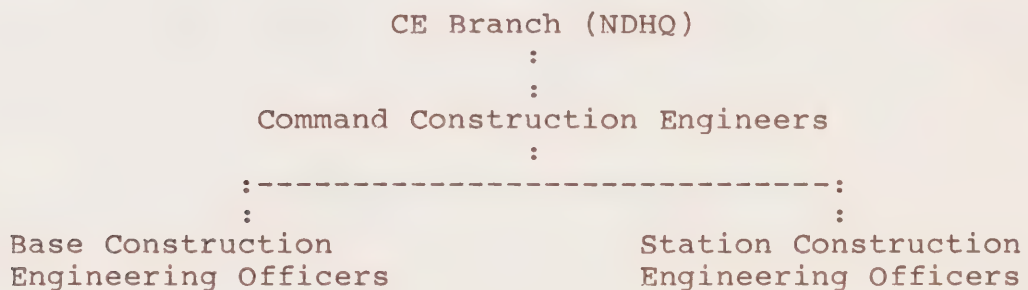 CE Branch (NDHQ)
:
:
Command Construction Engineers
:
:------------------------------:
: :
Base Construction Station Construction
Engineering Officers Engineering Officers